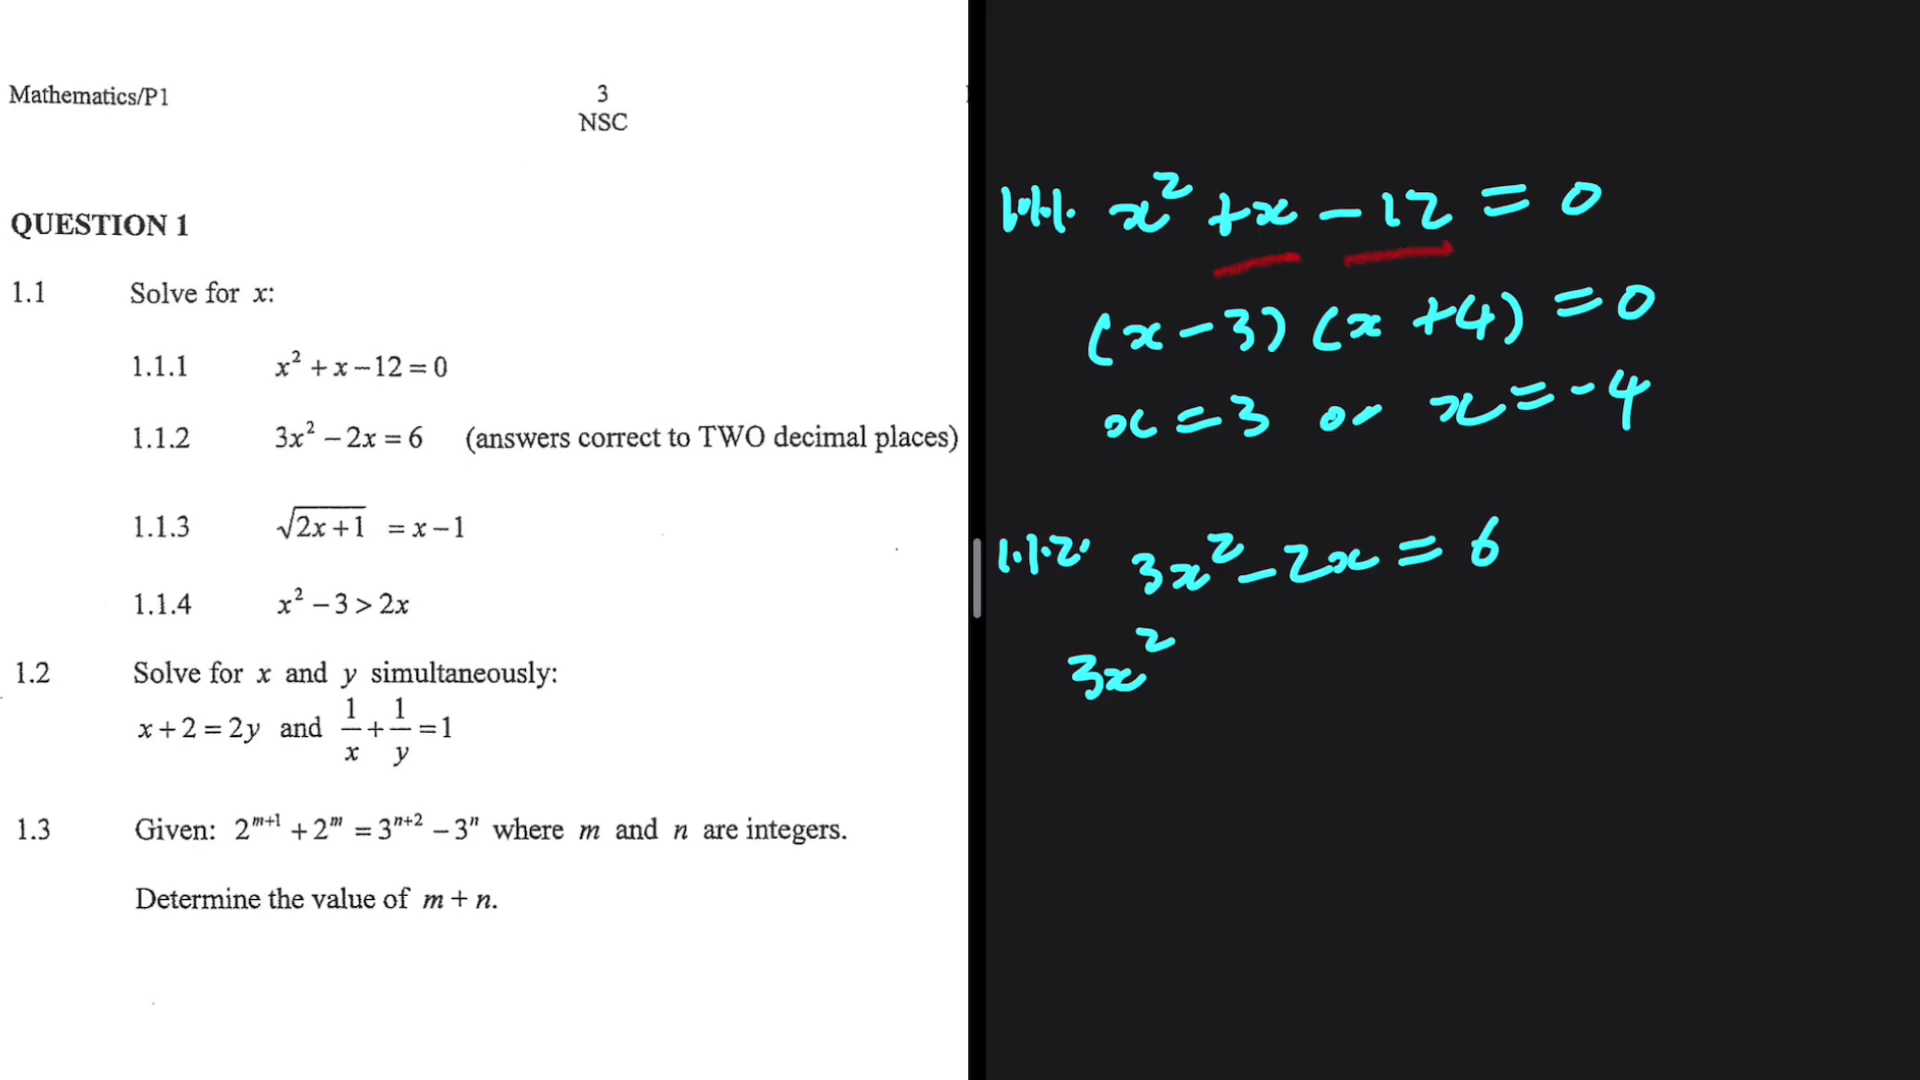 Mathematics/P1
3
NSC
QUESTION 1
1.1 Solve for x:
1.1.1 x² + x − 12 = 0
1.1.2 3x² − 2x = 6 (answers correct to TWO decimal places)
1.1.3 √(2x+1) = x − 1
1.1.4 x² − 3 > 2x
1.2 Solve for x and y simultaneously:
x + 2 = 2y and 1/x + 1/y = 1
1.3 Given: 2^(m+1) + 2^m = 3^(n+2) − 3^n where m and n are integers.
Determine the value of m + n.
1.1.1. x² + x − 12 = 0
(x − 3)(x + 4) = 0
x = 3 or x = −4
1.1.2. 3x² − 2x = 6
3x²